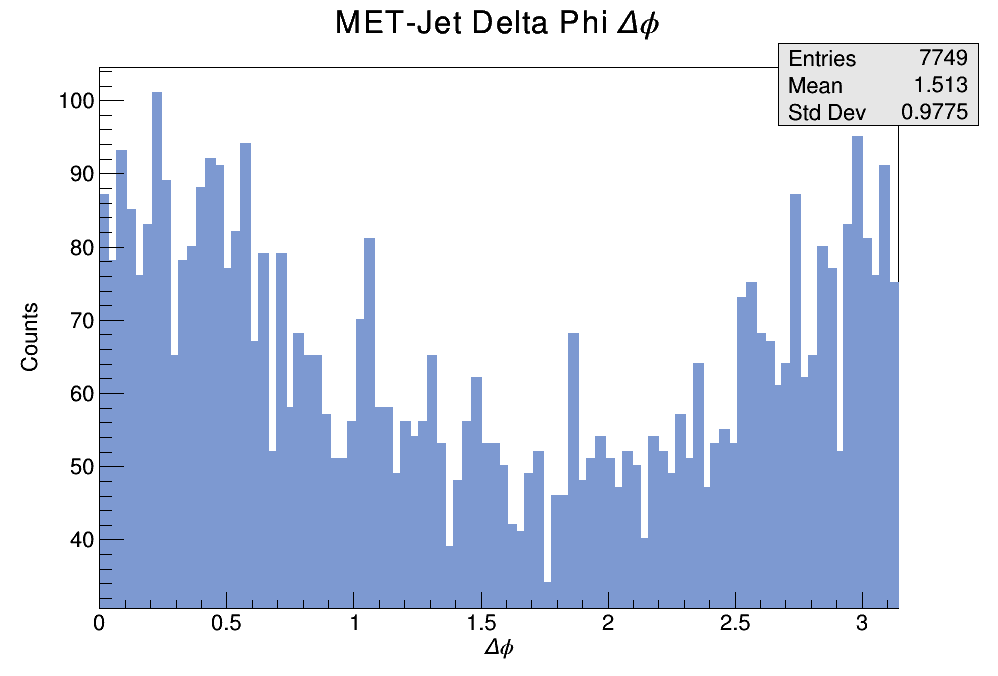 MET-Jet Delta Phi Δϕ
Entries 7749
Mean 1.513
Std Dev 0.9775
Counts
100
90
80
70
60
50
40
0 0.5 1 1.5 2 2.5 3
Δϕ